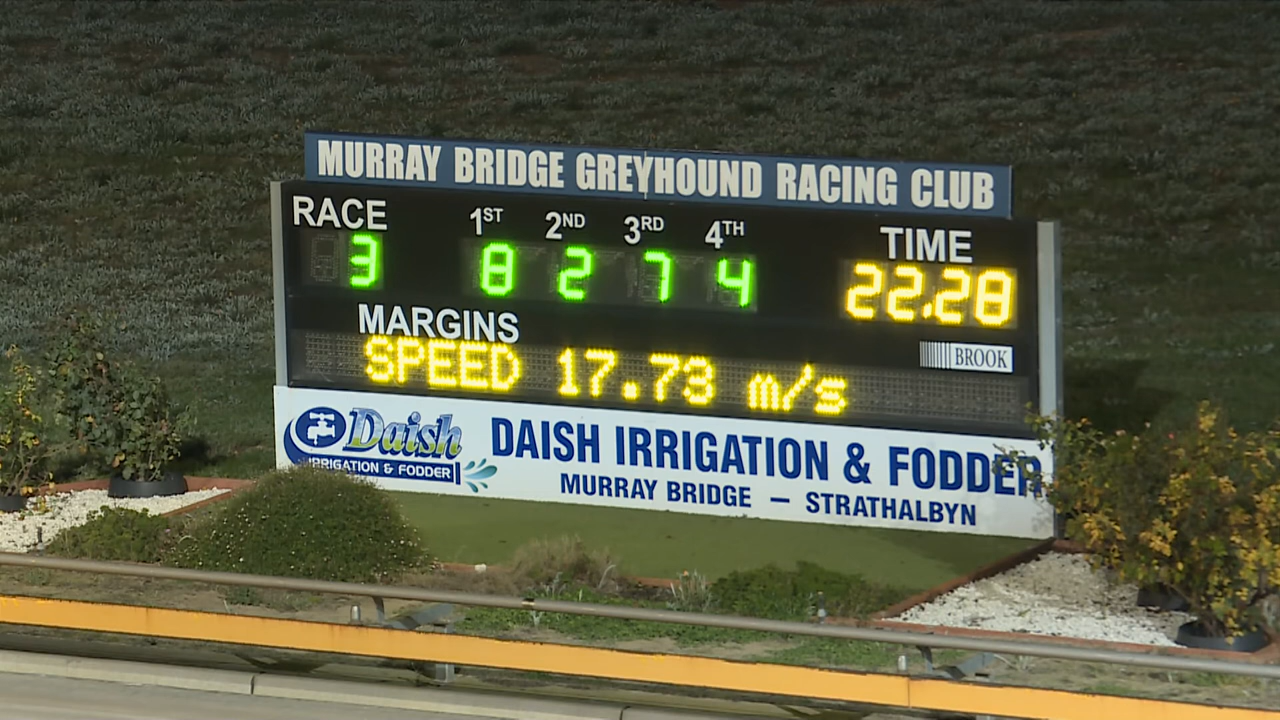 MURRAY BRIDGE GREYHOUND RACING CLUB
RACE 1ST 2ND 3RD 4TH TIME
3 8 2 7 4 22.28
MARGINS
BROOK
SPEED 17.73 m/s
Daish
IRRIGATION & FODDER
DAISH IRRIGATION & FODDER
MURRAY BRIDGE – STRATHALBYN